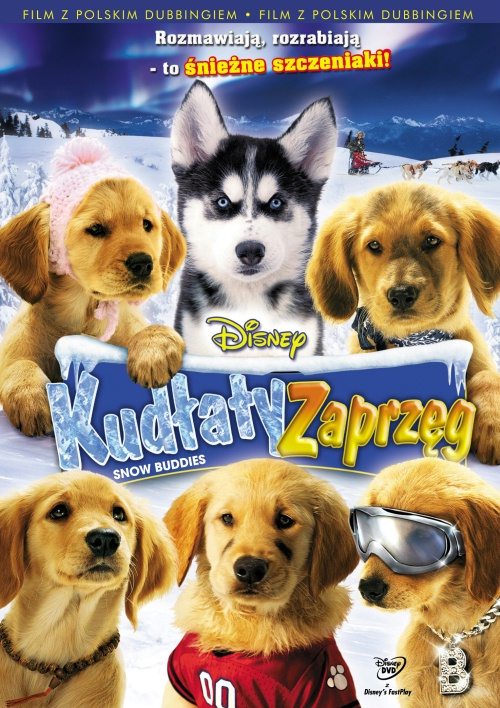 FILM Z POLSKIM DUBBINGIEM • FILM Z POLSKIM DUBBINGIEM
Rozmawiają, rozrabiają
- to śnieżne szczeniaki!
Disney
Kudłaty Zaprzęg
SNOW BUDDIES
00
B
Disney
DVD
z
Disney's FastPlay